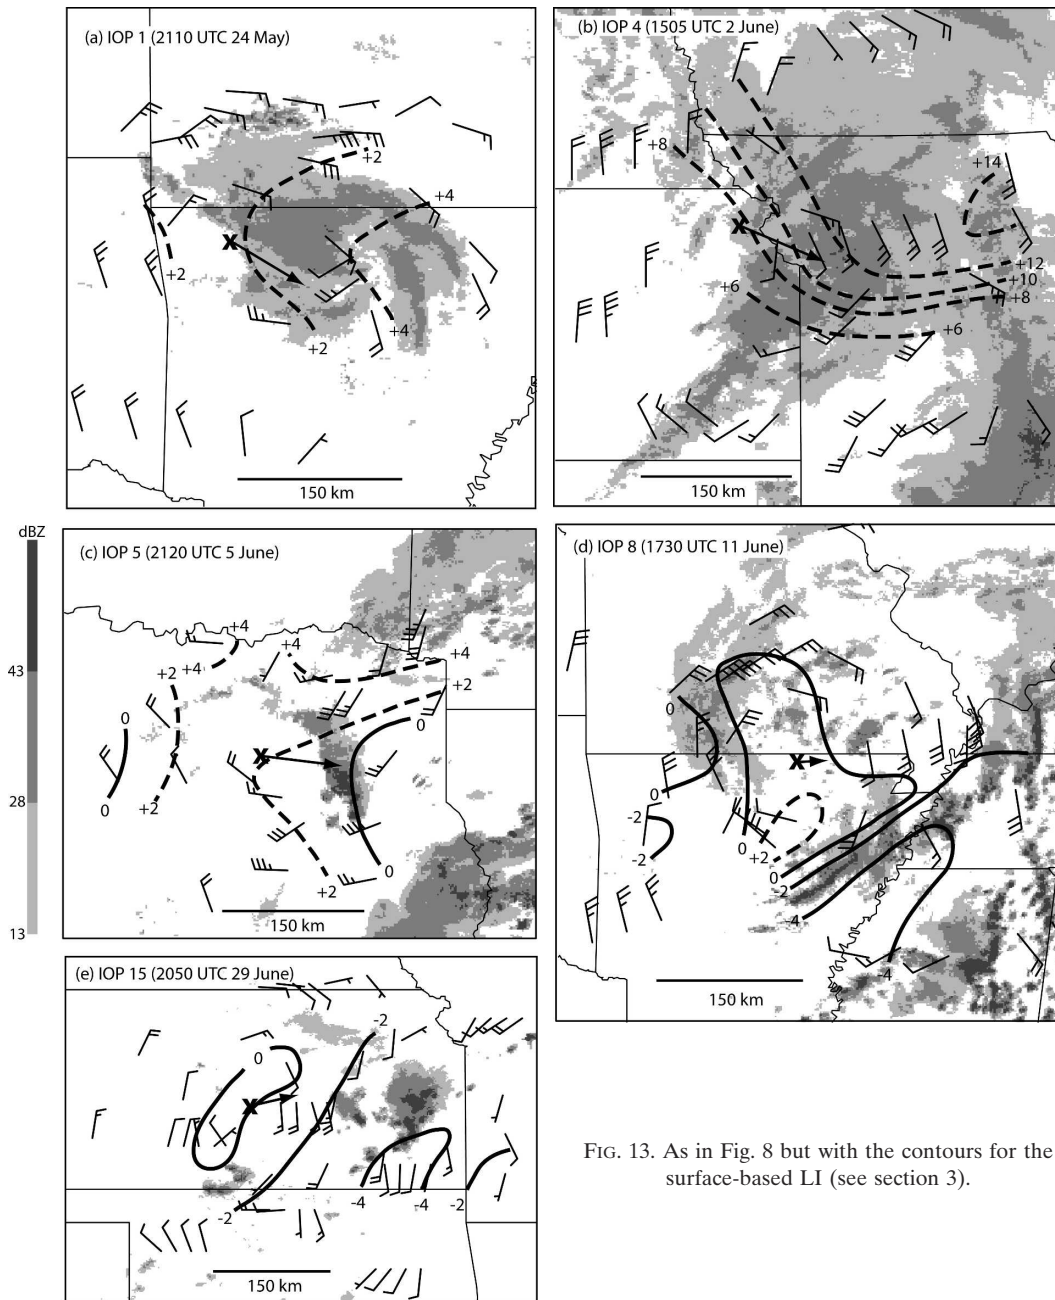 (a) IOP 1 (2110 UTC 24 May)
+2
+4
X
+2
+2
+4
150 km
(b) IOP 4 (1505 UTC 2 June)
+8
+14
X
+12
+10
+8
+6
+6
150 km
dBZ
43
28
13
(c) IOP 5 (2120 UTC 5 June)
+4
+4
+4
+4
+2
+2
0
X
+2
0
0
0
+2
150 km
(d) IOP 8 (1730 UTC 11 June)
0
X
0
-2
-2
0
+2
0
-2
-4
-4
150 km
(e) IOP 15 (2050 UTC 29 June)
-2
0
X
-2
-4
-4
-2
150 km
FIG. 13. As in Fig. 8 but with the contours for the
surface-based LI (see section 3).